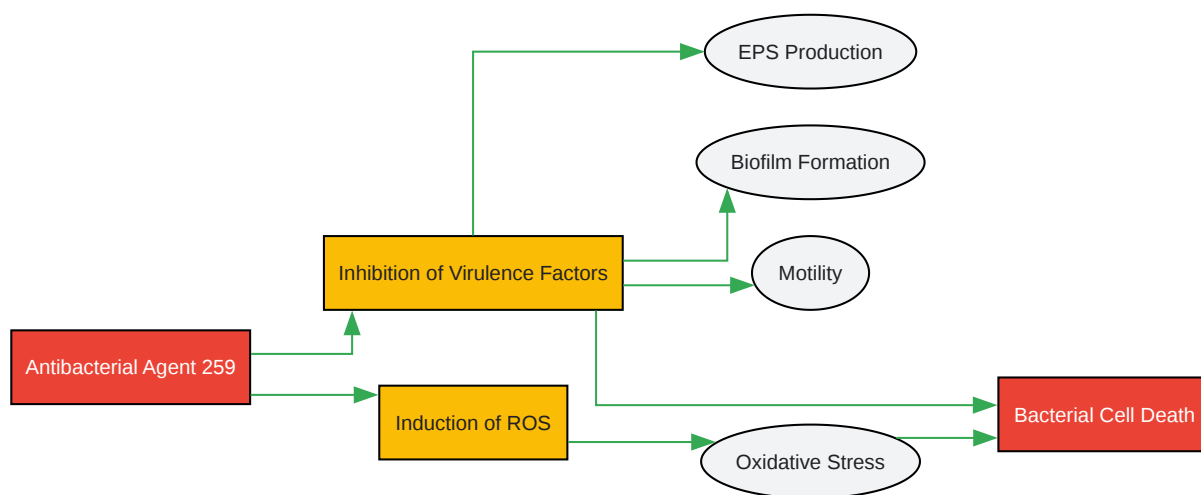 EPS Production
Biofilm Formation
Inhibition of Virulence Factors
Motility
Antibacterial Agent 259
Induction of ROS
Bacterial Cell Death
Oxidative Stress